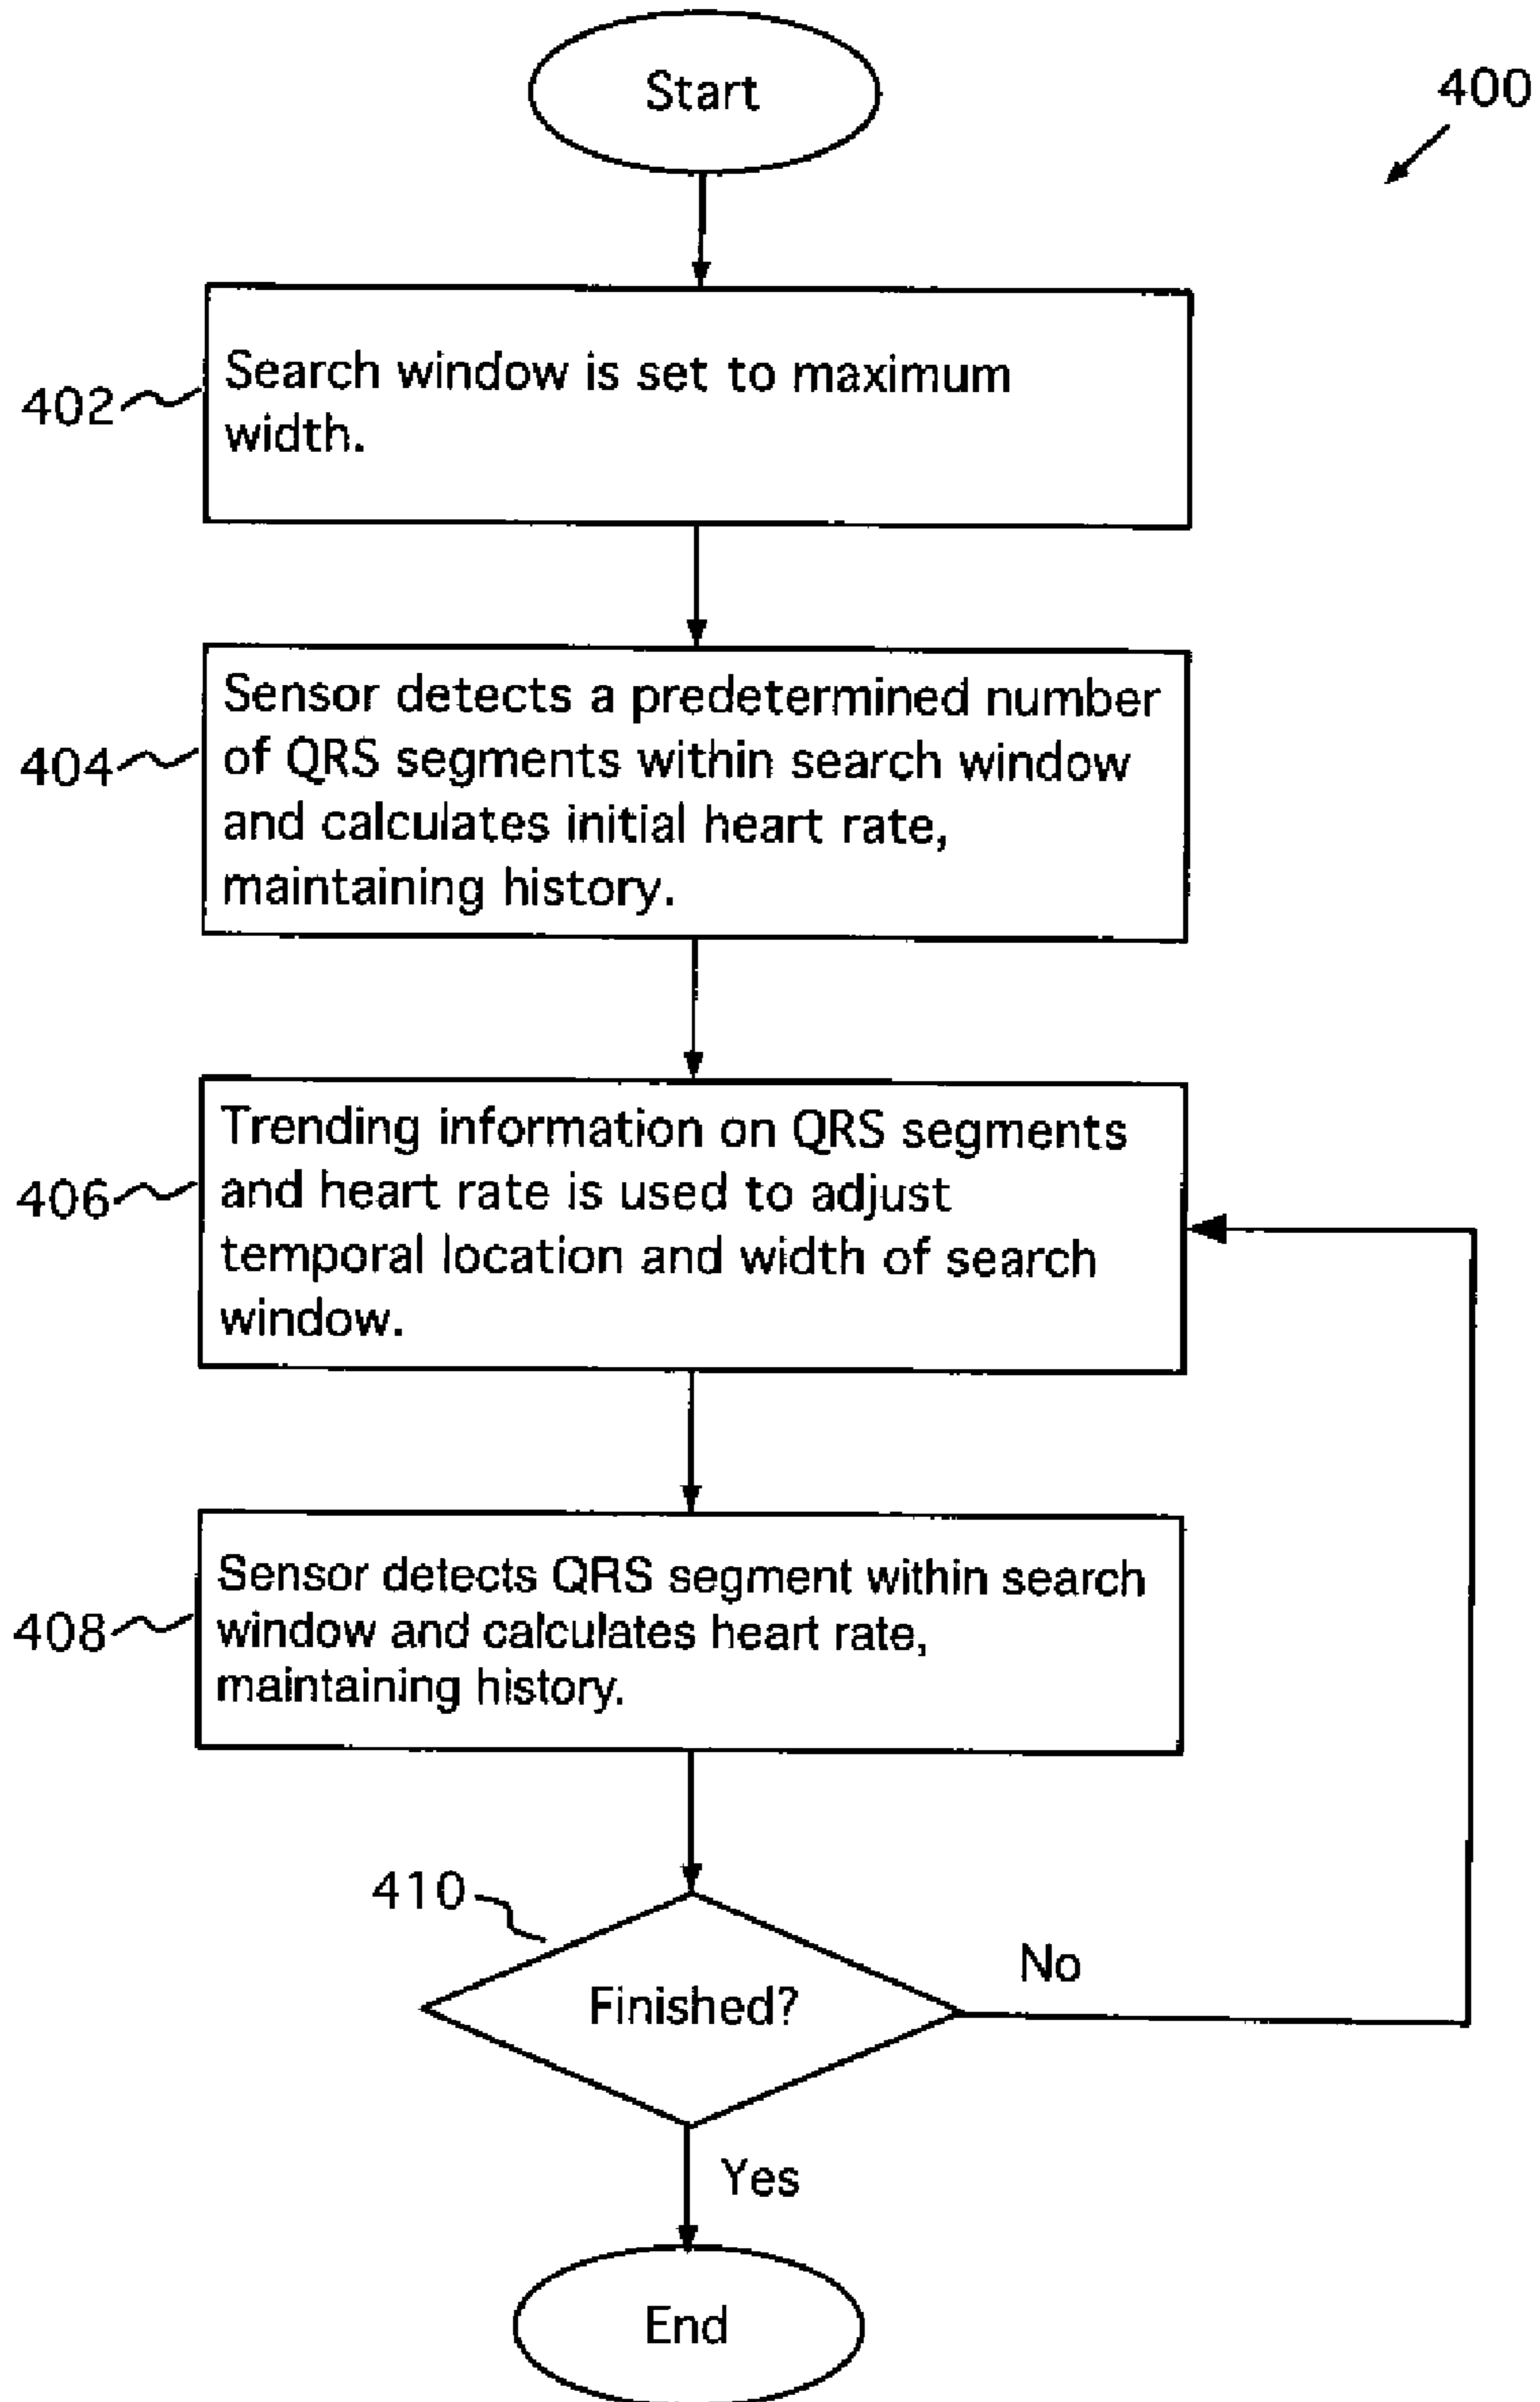 Start
400
402
Search window is set to maximum
width.
404
Sensor detects a predetermined number
of QRS segments within search window
and calculates initial heart rate,
maintaining history.
406
Trending information on QRS segments
and heart rate is used to adjust
temporal location and width of search
window.
408
Sensor detects QRS segment within search
window and calculates heart rate,
maintaining history.
410
Finished?
No
Yes
End